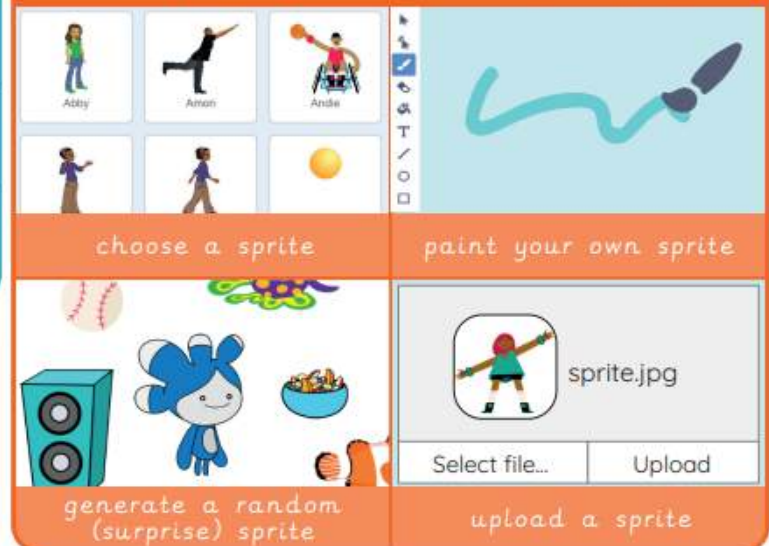 Abby
Amon
Andie
T
choose a sprite
paint your own sprite
generate a random
(surprise) sprite
sprite.jpg
Select file...
Upload
upload a sprite